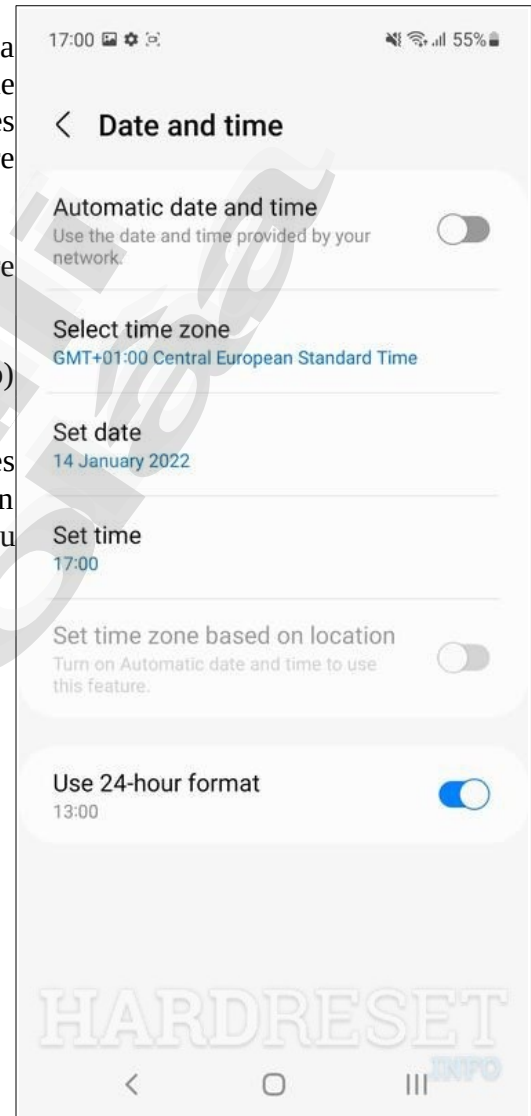 17:00 55%
Date and time
Automatic date and time
Use the date and time provided by your
network.
Select time zone
GMT+01:00 Central European Standard Time
Set date
14 January 2022
Set time
17:00
Set time zone based on location
Turn on Automatic date and time to use
this feature.
Use 24-hour format
13:00
HARDRESET
INFO